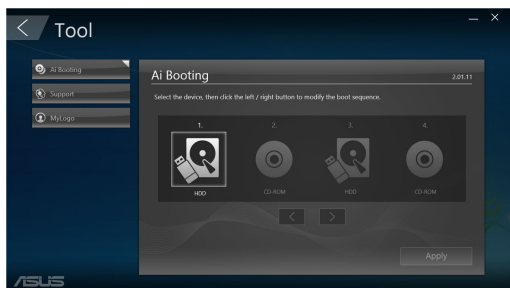 Tool
Ai Booting
Support
MyLogo
Ai Booting
2.01.11
Select the device, then click the left / right button to modify the boot sequence.
1. 2. 3. 4.
HDD CD-ROM HDD CD-ROM
Apply
ASUS